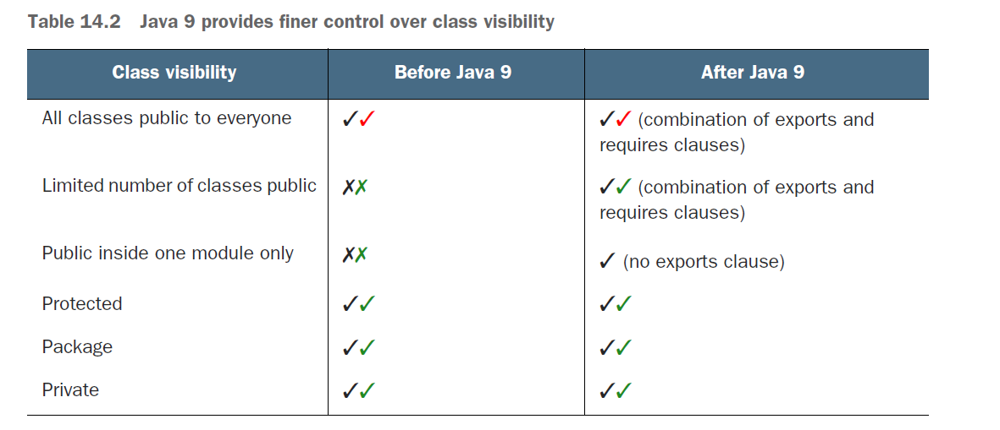 Table 14.2 Java 9 provides finer control over class visibility
Class visibility Before Java 9 After Java 9
All classes public to everyone ✓✓ ✓✓ (combination of exports and
requires clauses)
Limited number of classes public ✗✗ ✓✓ (combination of exports and
requires clauses)
Public inside one module only ✗✗ ✓ (no exports clause)
Protected ✓✓ ✓✓
Package ✓✓ ✓✓
Private ✓✓ ✓✓